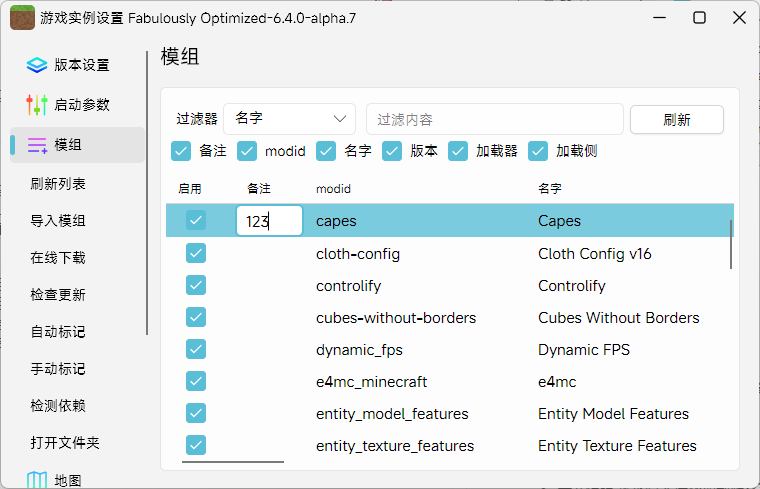 游戏实例设置 Fabulously Optimized-6.4.0-alpha.7
版本设置
启动参数
模组
刷新列表
导入模组
在线下载
检查更新
自动标记
手动标记
检测依赖
打开文件夹
地图
模组
过滤器 名字 过滤内容 刷新
备注 modid 名字 版本 加载器 加载侧
启用 备注 modid 名字
123 capes Capes
cloth-config Cloth Config v16
controlify Controlify
cubes-without-borders Cubes Without Borders
dynamic_fps Dynamic FPS
e4mc_minecraft e4mc
entity_model_features Entity Model Features
entity_texture_features Entity Texture Features